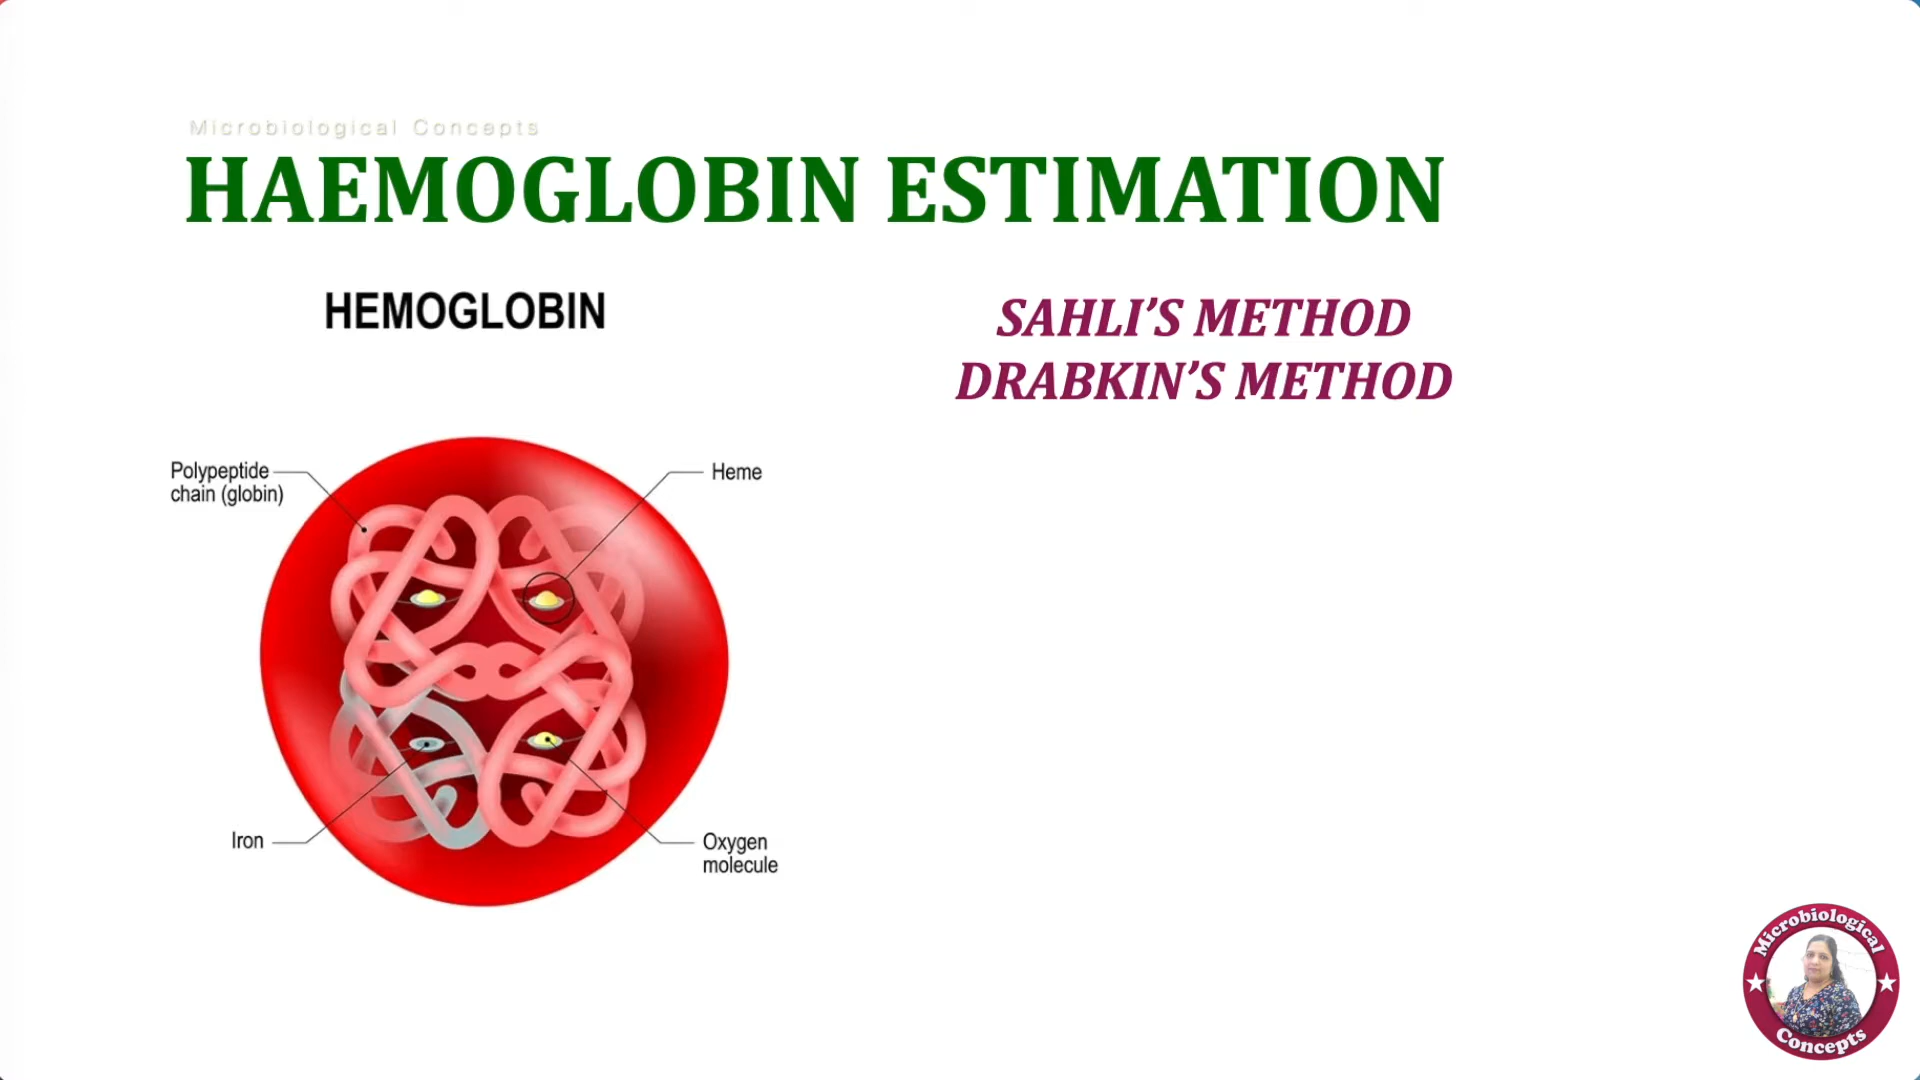 Microbiological Concepts
HAEMOGLOBIN ESTIMATION
HEMOGLOBIN
SAHLI’S METHOD
DRABKIN’S METHOD
Polypeptide
chain (globin)
Heme
Iron
Oxygen
molecule
Microbiological
Concepts